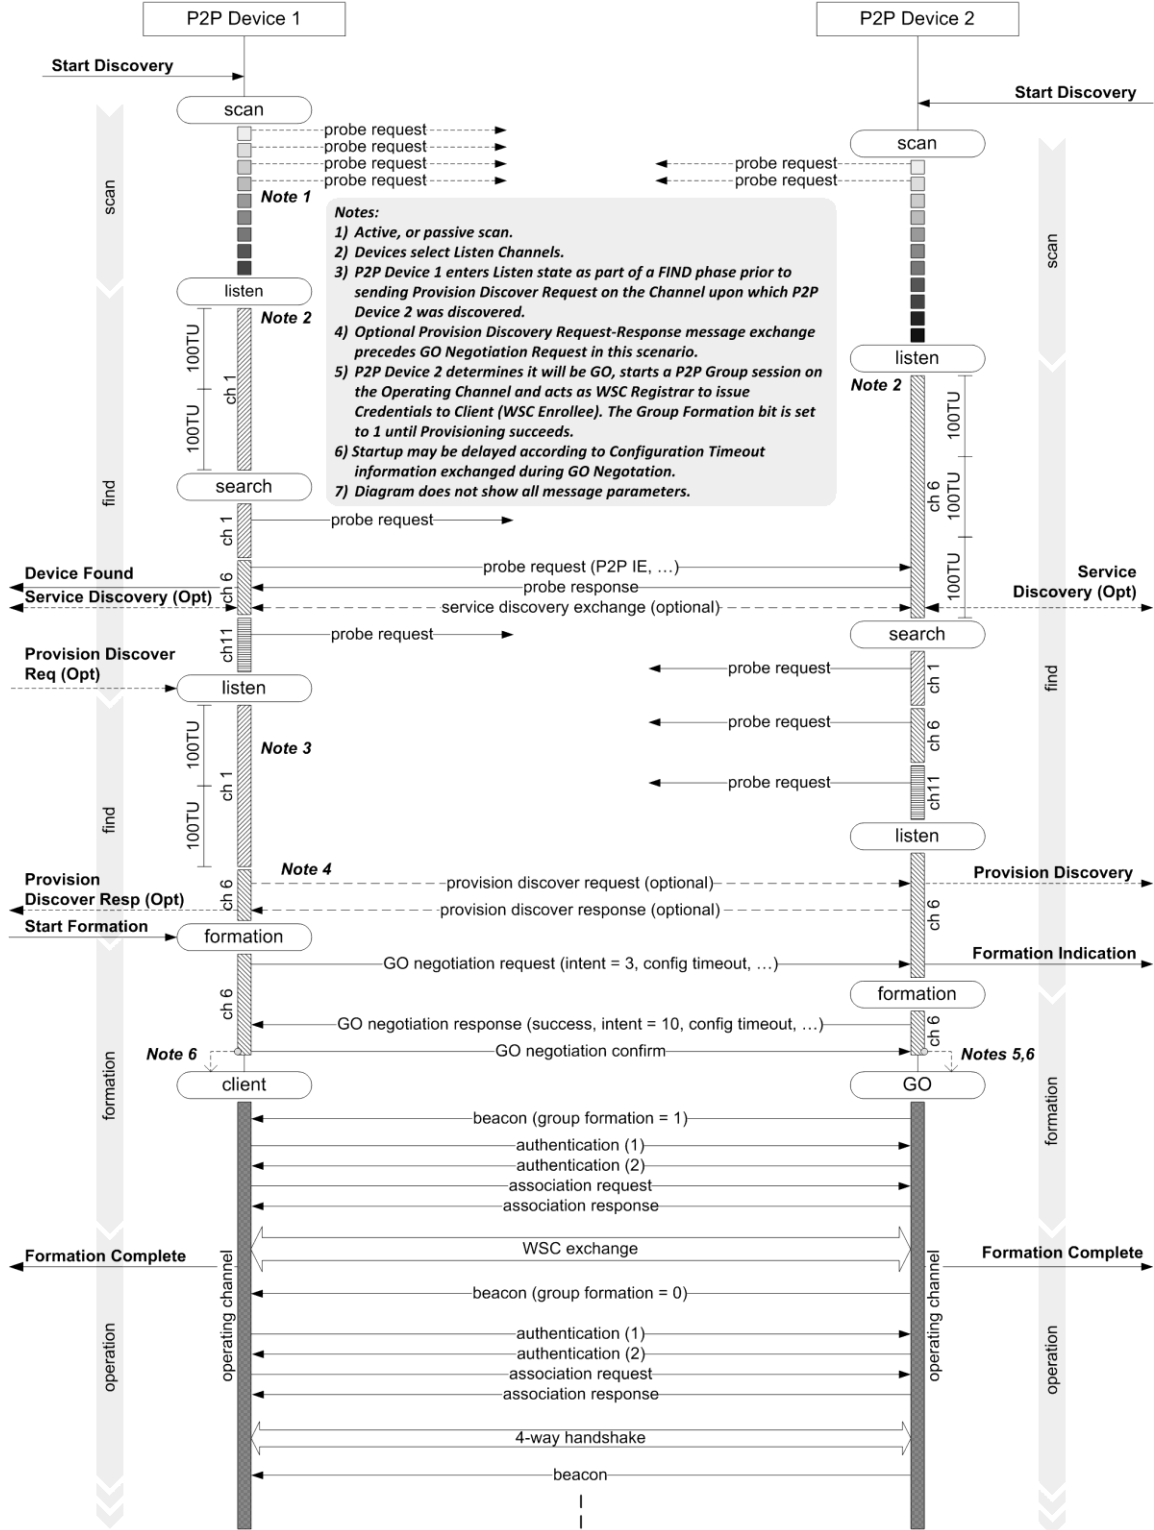 P2P Device 1
P2P Device 2
Start Discovery
Start Discovery
scan
scan
probe request
probe request
probe request
probe request
probe request
probe request
Note 1
scan
scan
Notes:
1) Active, or passive scan.
2) Devices select Listen Channels.
3) P2P Device 1 enters Listen state as part of a FIND phase prior to
sending Provision Discover Request on the Channel upon which P2P
Device 2 was discovered.
4) Optional Provision Discovery Request-Response message exchange
precedes GO Negotiation Request in this scenario.
5) P2P Device 2 determines it will be GO, starts a P2P Group session on
the Operating Channel and acts as WSC Registrar to issue
Credentials to Client (WSC Enrollee). The Group Formation bit is set
to 1 until Provisioning succeeds.
6) Startup may be delayed according to Configuration Timeout
information exchanged during GO Negotation.
7) Diagram does not show all message parameters.
listen
Note 2
100TU
100TU
ch 1
listen
Note 2
100TU
100TU
100TU
ch 6
search
find
ch 1
probe request
probe request (P2P IE, …)
Device Found
ch 6
probe response
Service Discovery (Opt)
service discovery exchange (optional)
Service
Discovery (Opt)
ch11
probe request
search
Provision Discover
Req (Opt)
listen
probe request
ch 1
find
100TU
100TU
ch 1
Note 3
probe request
ch 6
probe request
ch11
find
listen
Note 4
Provision
Discover Resp (Opt)
ch 6
provision discover request (optional)
provision discover response (optional)
ch 6
Provision Discovery
Start Formation
formation
GO negotiation request (intent = 3, config timeout, …)
Formation Indication
ch 6
formation
GO negotiation response (success, intent = 10, config timeout, …)
ch 6
Note 6
GO negotiation confirm
Notes 5,6
client
GO
formation
formation
beacon (group formation = 1)
authentication (1)
authentication (2)
association request
association response
WSC exchange
Formation Complete
Formation Complete
operating channel
operating channel
beacon (group formation = 0)
authentication (1)
authentication (2)
association request
association response
operation
operation
4-way handshake
beacon